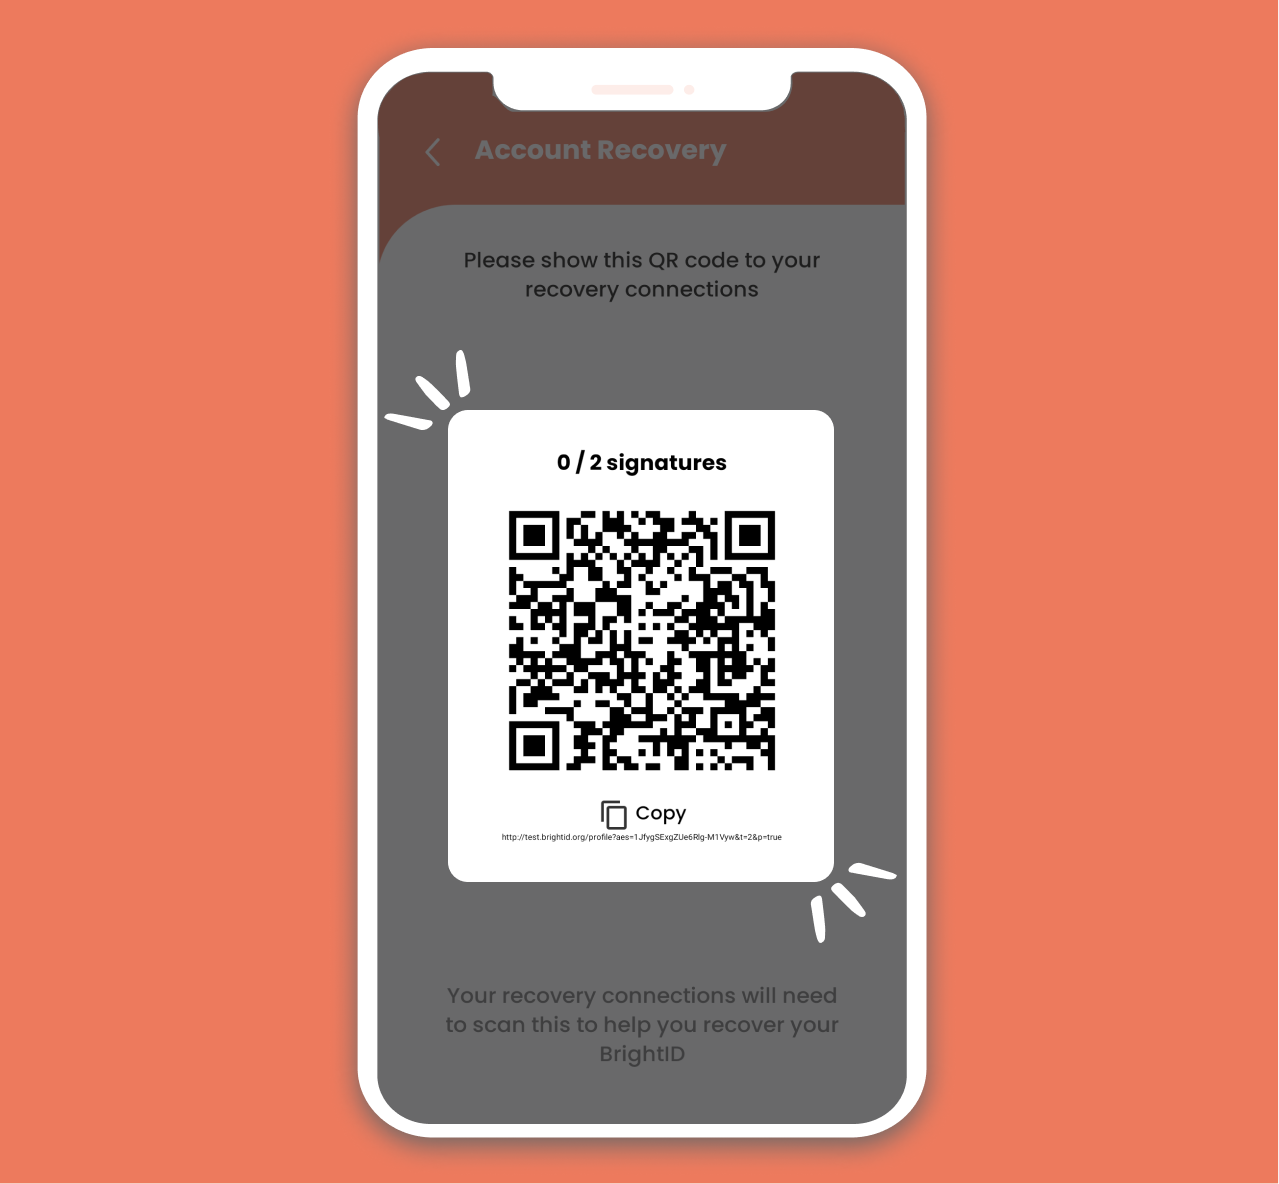 Account Recovery
Please show this QR code to your
recovery connections
0 / 2 signatures
Copy
http://test.brightid.org/profile?aes=1JfygSExgZUe6Rlg-M1Vyw&t=2&p=true
Your recovery connections will need
to scan this to help you recover your
BrightID